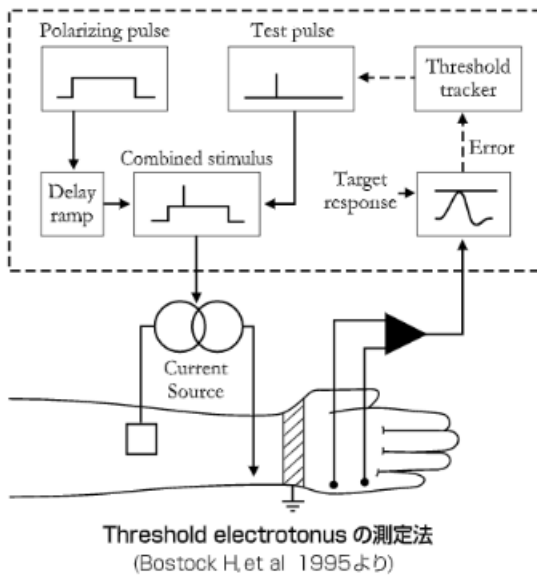 Polarizing pulse
Test pulse
Threshold
tracker
Error
Combined stimulus
Delay
ramp
Target
response
Current
Source
Threshold electrotonus の測定法
(Bostock H,et al 1995より)